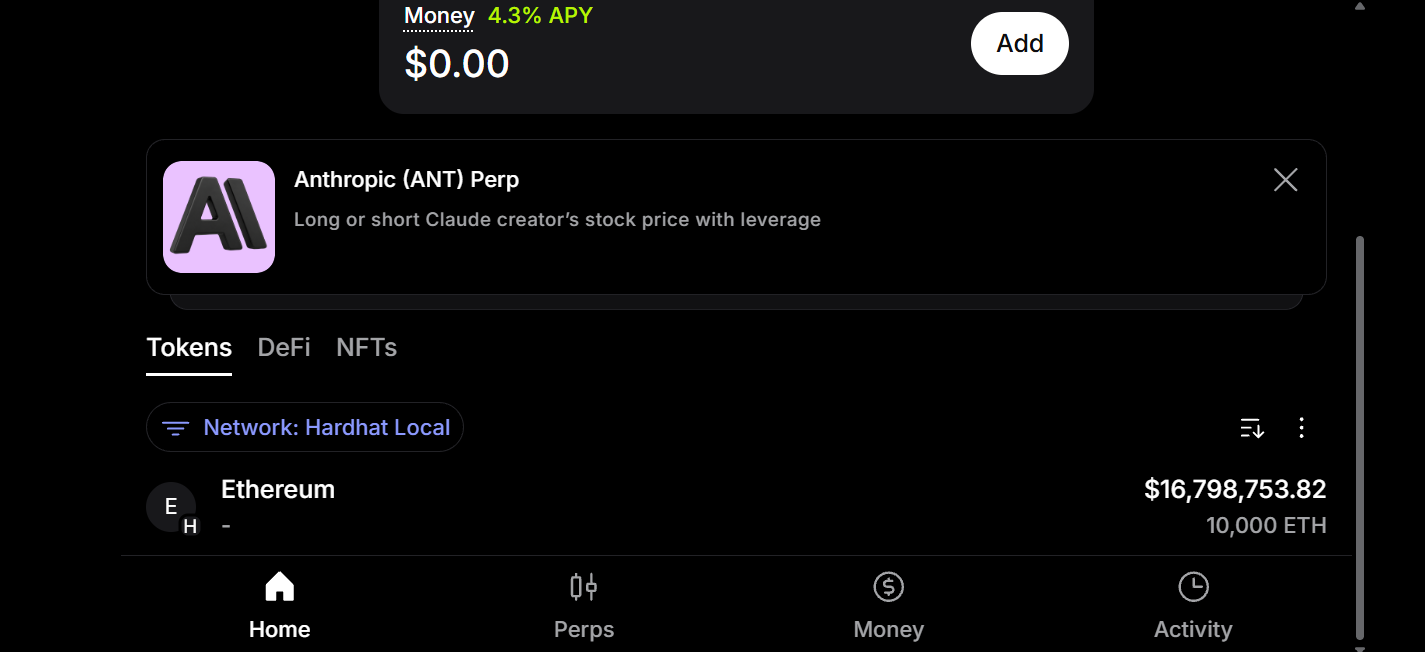 Money 4.3% APY
$0.00
Add
Anthropic (ANT) Perp
Long or short Claude creator’s stock price with leverage
Tokens DeFi NFTs
Network: Hardhat Local
E
H
Ethereum
-
$16,798,753.82
10,000 ETH
Home Perps Money Activity